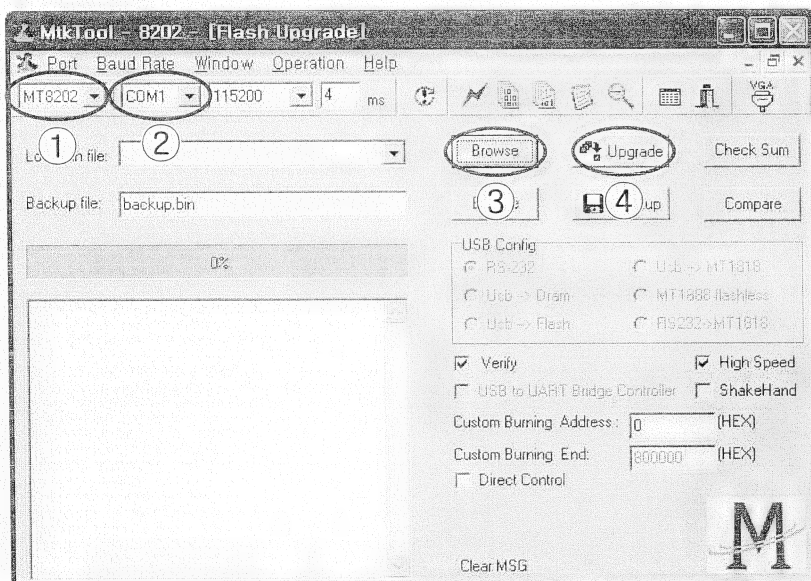 MtkTool - 8202 - [Flash Upgrade]
Port Baud Rate Window Operation Help
MT8202 COM1 115200 4 ms VGA
1 2
file:
Browse Upgrade Check Sum
3 4
Backup file: backup.bin
up Compare
0%
USB Config
RS-232 Usb -> MT1818
Usb -> Dram MT1888 flashless
Usb -> Flash RS232->MT1818
Verify High Speed
USB to UART Bridge Controller ShakeHand
Custom Burning Address : 0 (HEX)
Custom Burning End: 800000 (HEX)
Direct Control
M
Clear MSG